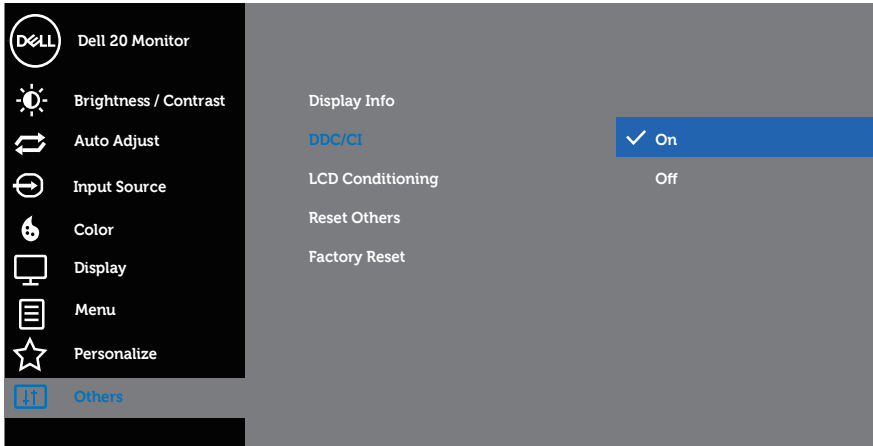 DELL
Dell 20 Monitor
Brightness / Contrast
Auto Adjust
Input Source
Color
Display
Menu
Personalize
Others
Display Info
DDC/CI
LCD Conditioning
Reset Others
Factory Reset
On
Off